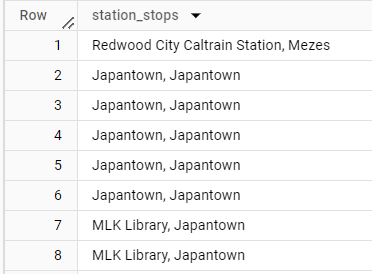 Row station_stops
1 Redwood City Caltrain Station, Mezes
2 Japantown, Japantown
3 Japantown, Japantown
4 Japantown, Japantown
5 Japantown, Japantown
6 Japantown, Japantown
7 MLK Library, Japantown
8 MLK Library, Japantown